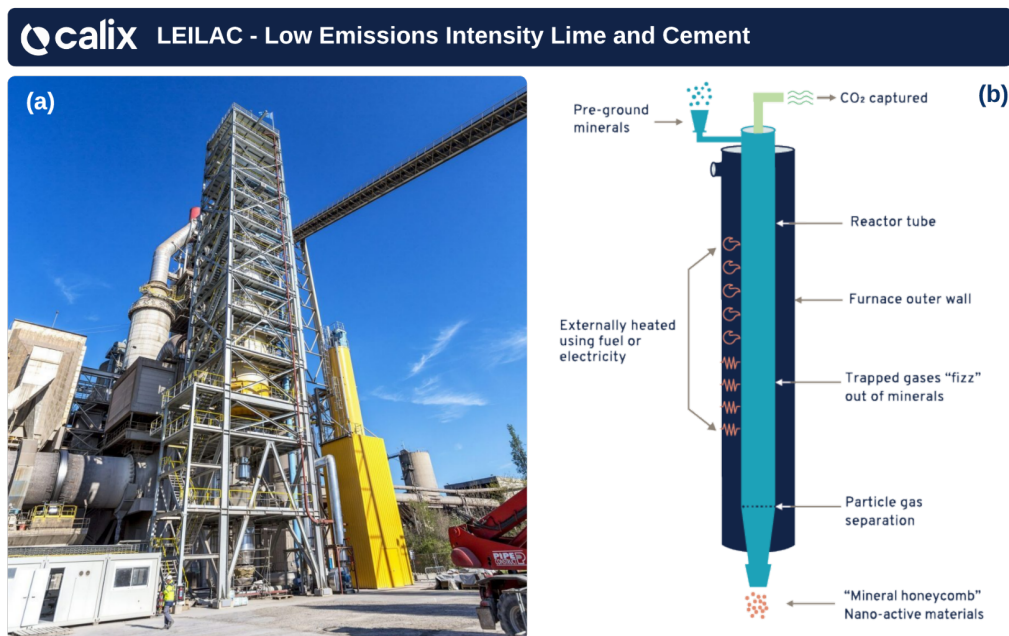 calix LEILAC - Low Emissions Intensity Lime and Cement
(a)
PIPE
(b)
CO₂ captured
Pre-ground
minerals
Reactor tube
Furnace outer wall
Externally heated
using fuel or
electricity
Trapped gases “fizz”
out of minerals
Particle gas
separation
“Mineral honeycomb”
Nano-active materials